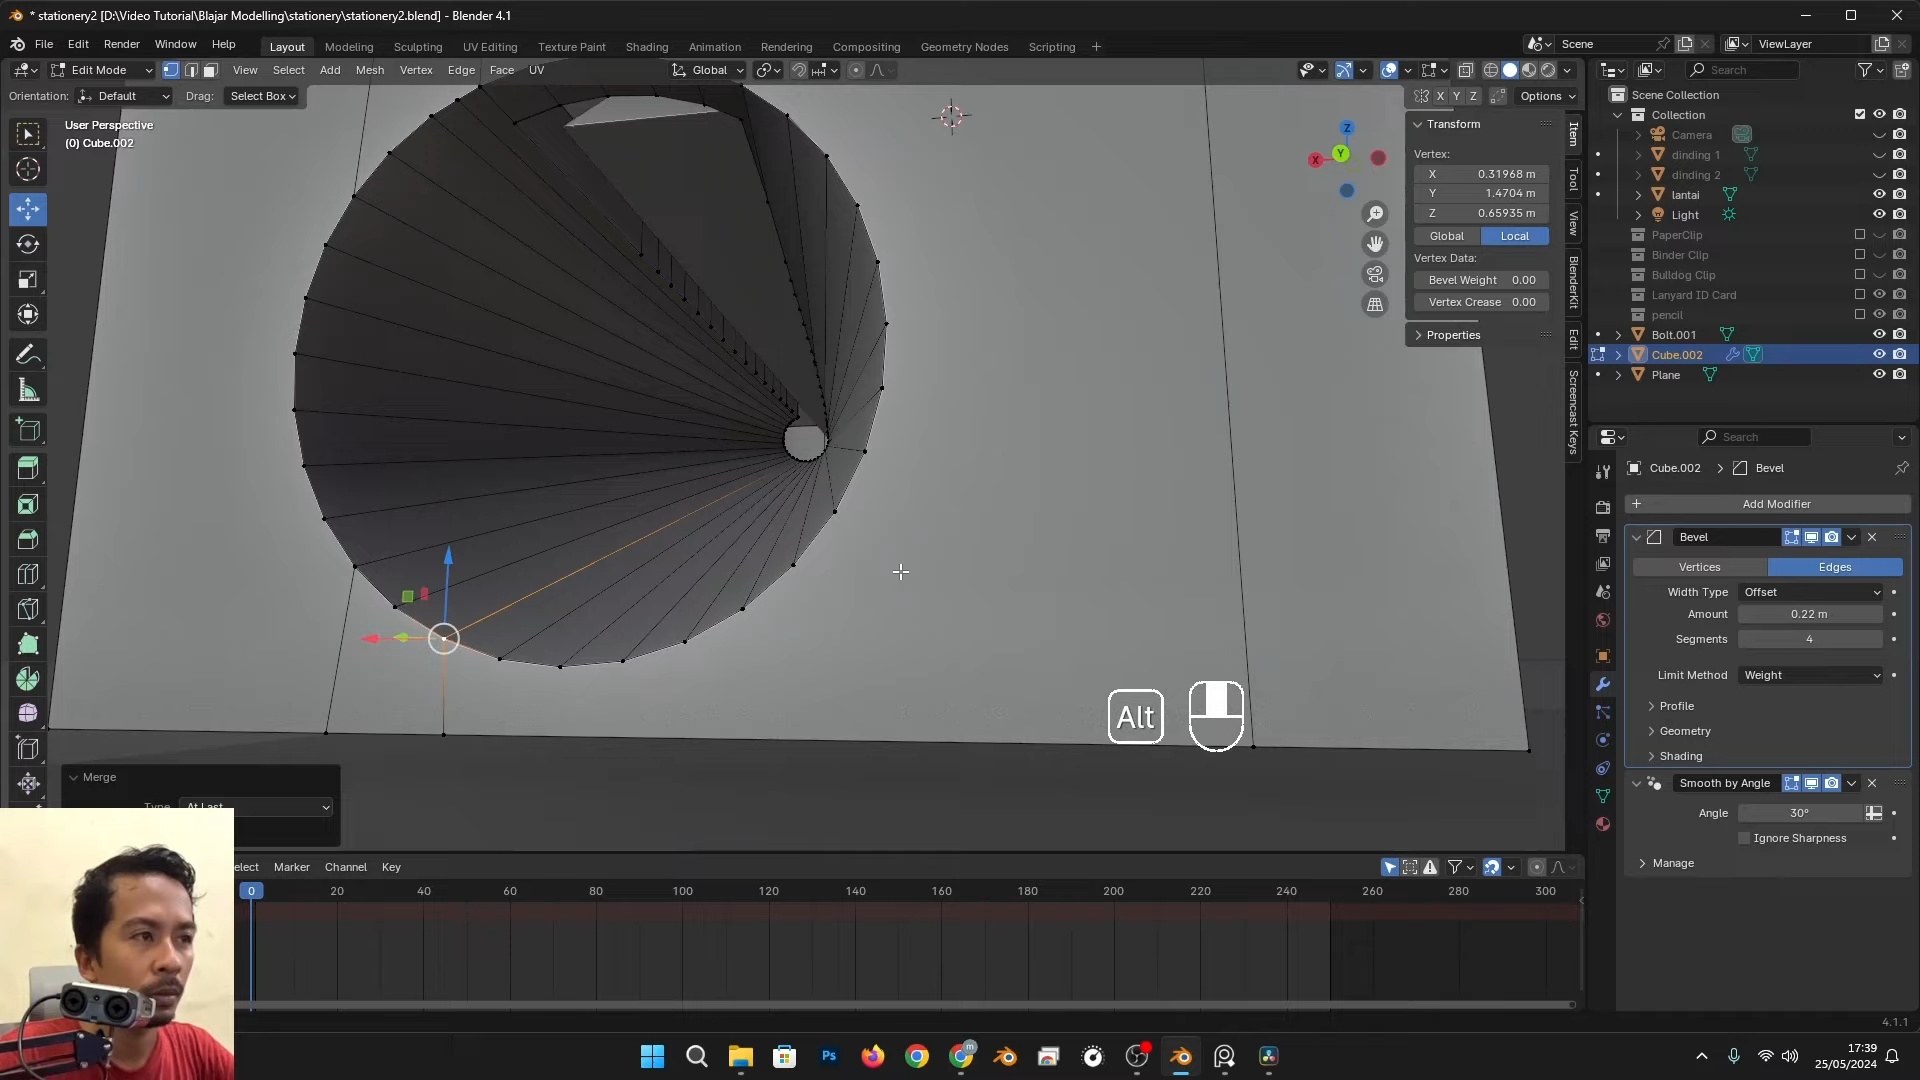 * stationery2 [D:\Video Tutorial\Blajar Modelling\stationery\stationery2.blend] - Blender 4.1
File Edit Render Window Help Layout Modeling Sculpting UV Editing Texture Paint Shading Animation Rendering Compositing Geometry Nodes Scripting + Scene ViewLayer
Edit Mode View Select Add Mesh Vertex Edge Face UV Global Search
Orientation: Default Drag: Select Box X Y Z Options
User Perspective
(0) Cube.002
Transform
Vertex:
X 0.31968 m
Y 1.4704 m
Z 0.65935 m
Global Local
Vertex Data:
Bevel Weight 0.00
Vertex Crease 0.00
Properties
Item
Tool
View
BlenderKit
Edit
Screencast Keys
Z
Y
X
Scene Collection
Collection
Camera
dinding 1
dinding 2
lantai
Light
PaperClip
Binder Clip
Bulldog Clip
Lanyard ID Card
pencil
Bolt.001
Cube.002
Plane
Search
Cube.002 > Bevel
+ Add Modifier
Bevel
Vertices Edges
Width Type Offset
Amount 0.22 m
Segments 4
Limit Method Weight
Profile
Geometry
Shading
Smooth by Angle
Angle 30°
Ignore Sharpness
Manage
Alt
Merge
Type At Last
Marker Channel Key
0 20 40 60 80 100 120 140 160 180 200 220 240 260 280 300
4.1.1
Ps
17:39
25/05/2024